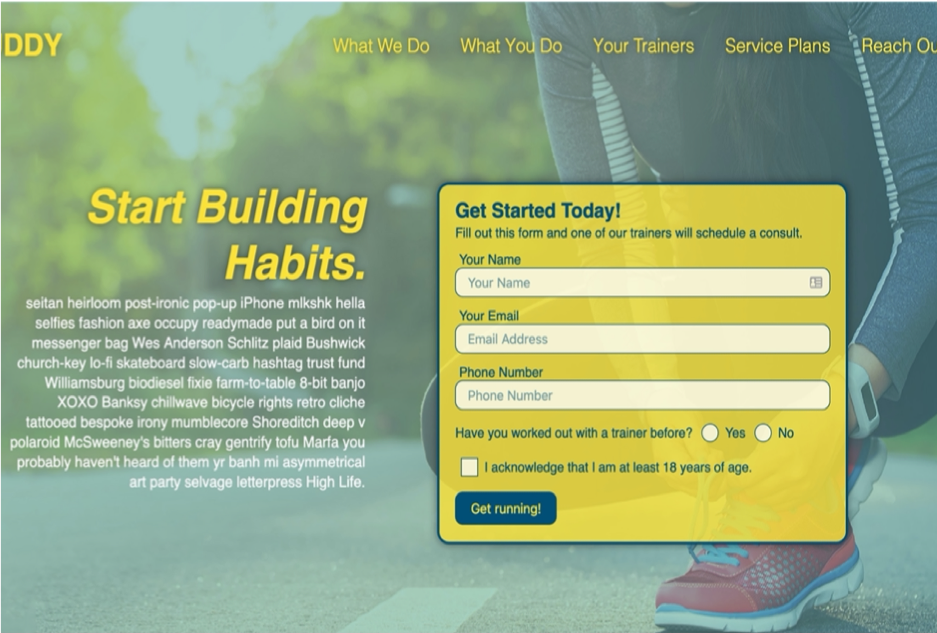 DDY
What We Do
What You Do
Your Trainers
Service Plans
Reach Ou
Start Building
Habits.
seitan heirloom post-ironic pop-up iPhone mlkshk hella
selfies fashion axe occupy readymade put a bird on it
messenger bag Wes Anderson Schlitz plaid Bushwick
church-key lo-fi skateboard slow-carb hashtag trust fund
Williamsburg biodiesel fixie farm-to-table 8-bit banjo
XOXO Banksy chillwave bicycle rights retro cliche
tattooed bespoke irony mumblecore Shoreditch deep v
polaroid McSweeney's bitters cray gentrify tofu Marfa you
probably haven't heard of them yr banh mi asymmetrical
art party selvage letterpress High Life.
Get Started Today!
Fill out this form and one of our trainers will schedule a consult.
Your Name
Your Name
Your Email
Email Address
Phone Number
Phone Number
Have you worked out with a trainer before? Yes No
I acknowledge that I am at least 18 years of age.
Get running!